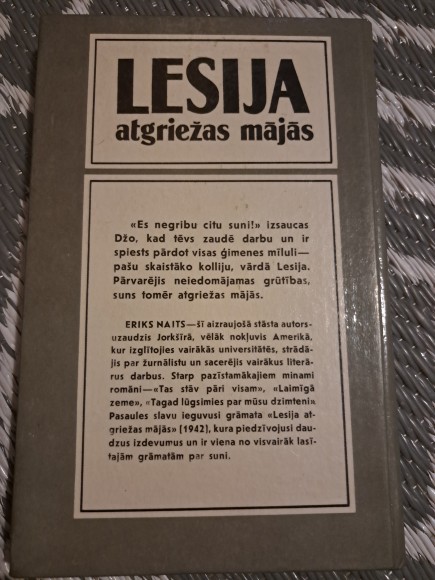 LESIJA
atgriežas mājās
«Es negribu citu suni!» izsaucas
Džo, kad tēvs zaudē darbu un ir
spiests pārdot visas ģimenes mīluli—
pašu skaistāko kolliju, vārdā Lesija.
Pārvarējis neiedomājamas grūtības,
suns tomēr atgriežas mājās.
ERIKS NAITS—šī aizraujošā stāsta autors-
uzaudzis Jorkšīrā, vēlāk nokļuvis Amerikā,
kur izglītojies vairākās universitātēs, strādā-
jis par žurnālistu un sacerējis vairākus literā-
rus darbus. Starp pazīstamākajiem minami
romāni—«Tas stāv pāri visam», «Laimīgā
zeme», «Tagad lūgsimies par mūsu dzimteni».
Pasaules slavu ieguvusi grāmata «Lesija at-
griežas mājās» (1942), kura piedzīvojusi dau-
dzus izdevumus un ir viena no visvairāk lasī-
tajām grāmatām par suni.